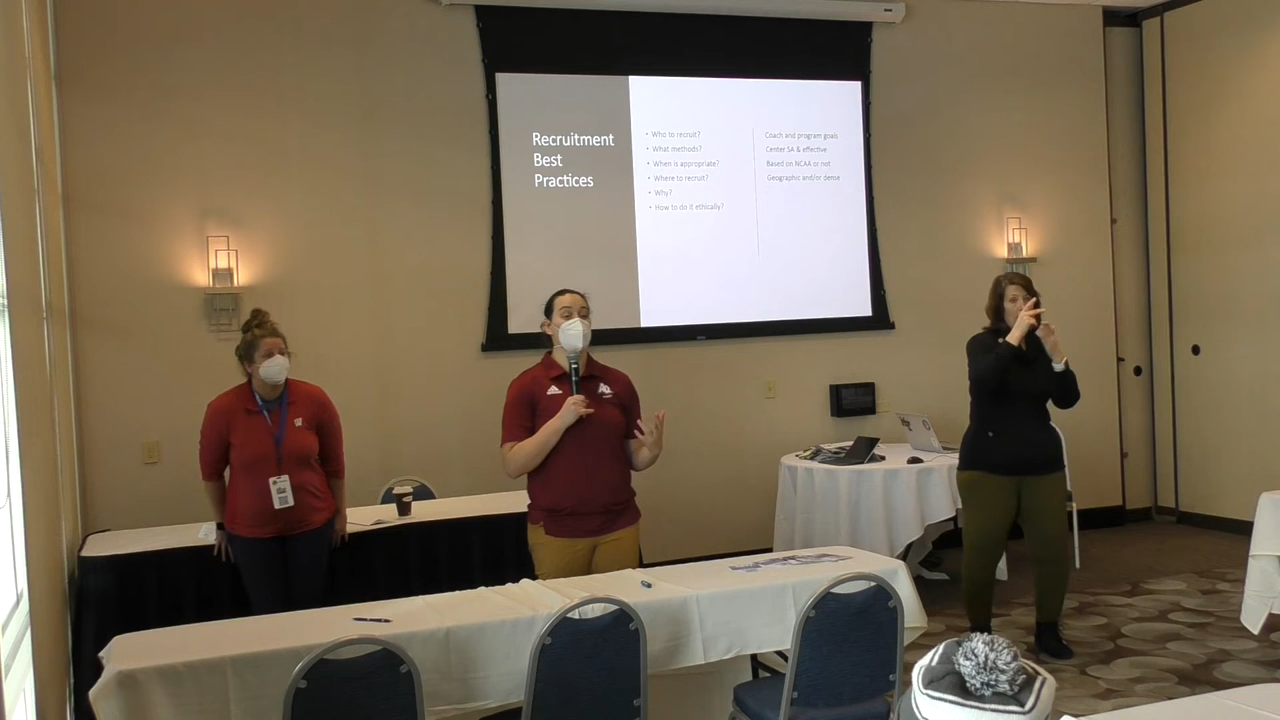 Recruitment
Best
Practices
• Who to recruit?
• What methods?
• When is appropriate?
• Where to recruit?
• Why?
• How to do it ethically?
Coach and program goals
Center SA & effective
Based on NCAA or not
Geographic and/or dense
W